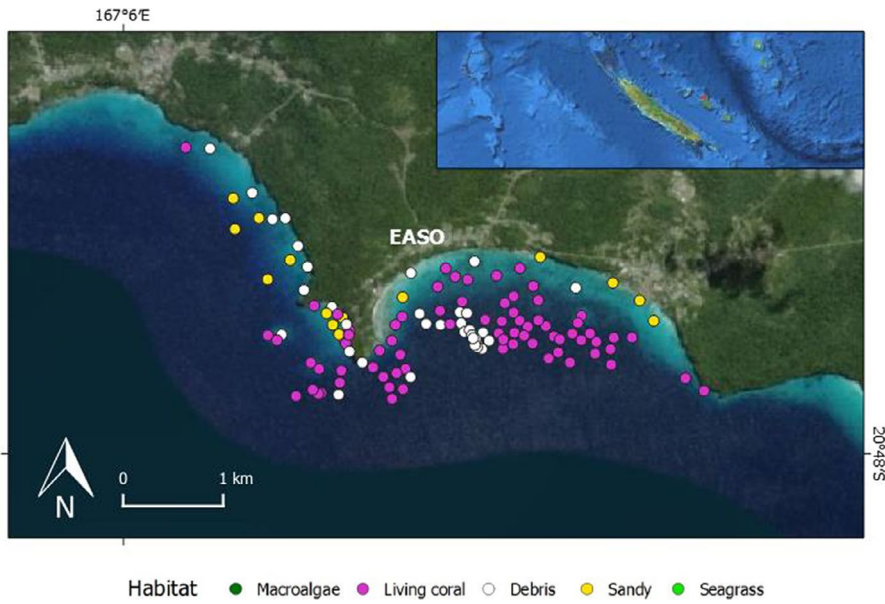 167°6′E
EASO
20°48′S
0 1 km
N
Habitat Macroalgae Living coral Debris Sandy Seagrass